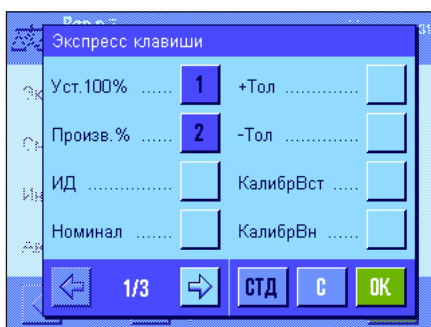 Экспресс клавиши
Уст.100% ...... 1 +Тол .............
Произв.% ...... 2 -Тол .............
ИД ............... КалибрВст .....
Номинал ....... КалибрВн ......
1/3 СТД C OK